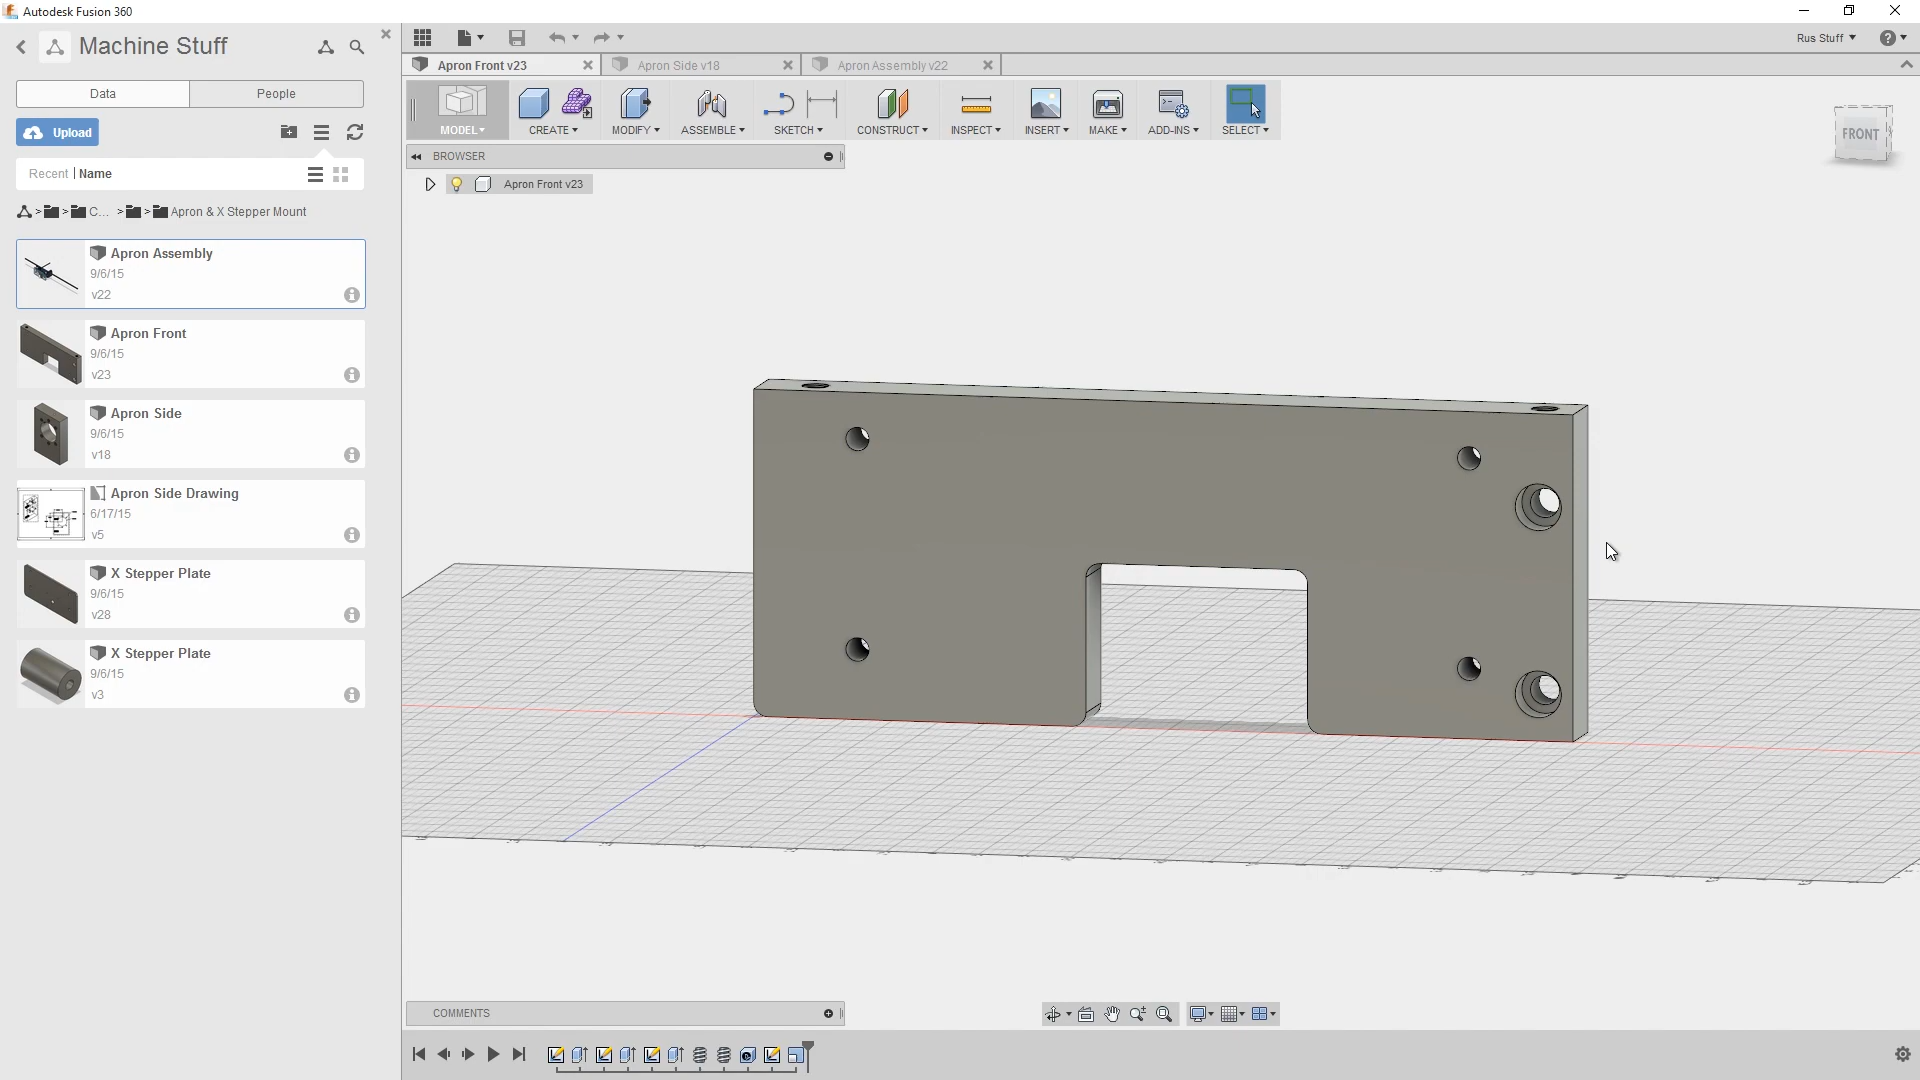 Autodesk Fusion 360
Machine Stuff
Data
People
Upload
Recent | Name
> > C... > > Apron & X Stepper Mount
Apron Assembly
9/6/15
v22
Apron Front
9/6/15
v23
Apron Side
9/6/15
v18
Apron Side Drawing
6/17/15
v5
X Stepper Plate
9/6/15
v28
X Stepper Plate
9/6/15
v3
Rus Stuff
Apron Front v23
Apron Side v18
Apron Assembly v22
MODEL
CREATE
MODIFY
ASSEMBLE
SKETCH
CONSTRUCT
INSPECT
INSERT
MAKE
ADD-INS
SELECT
BROWSER
Apron Front v23
FRONT
COMMENTS